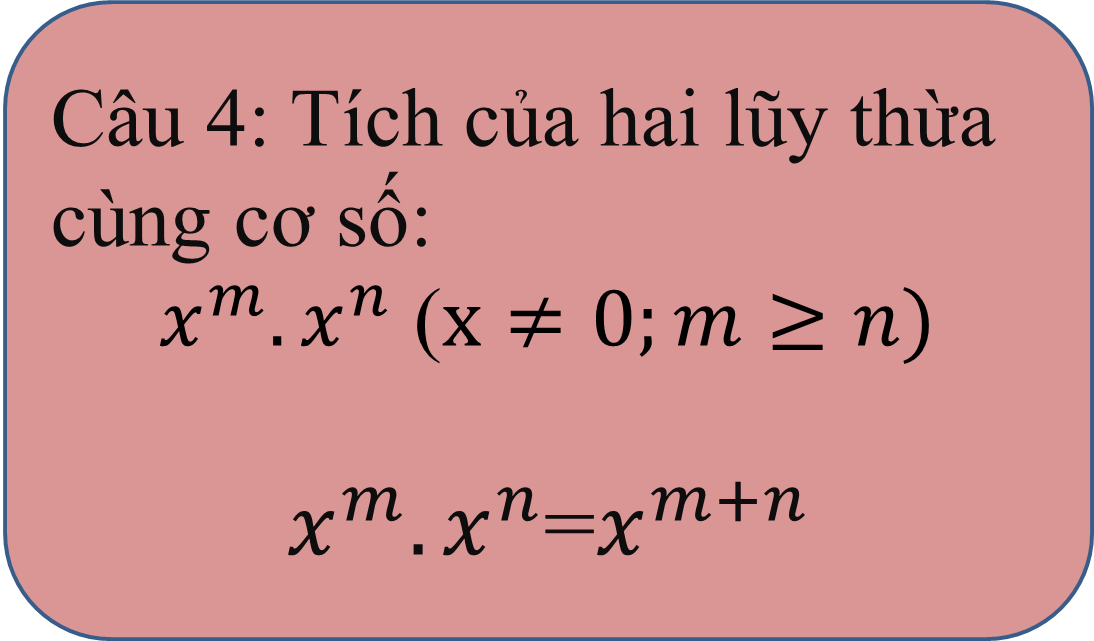 Câu 4: Tích của hai lũy thừa
cùng cơ số:
x^m . x^n (x ≠ 0; m ≥ n)
x^m . x^n=x^{m+n}